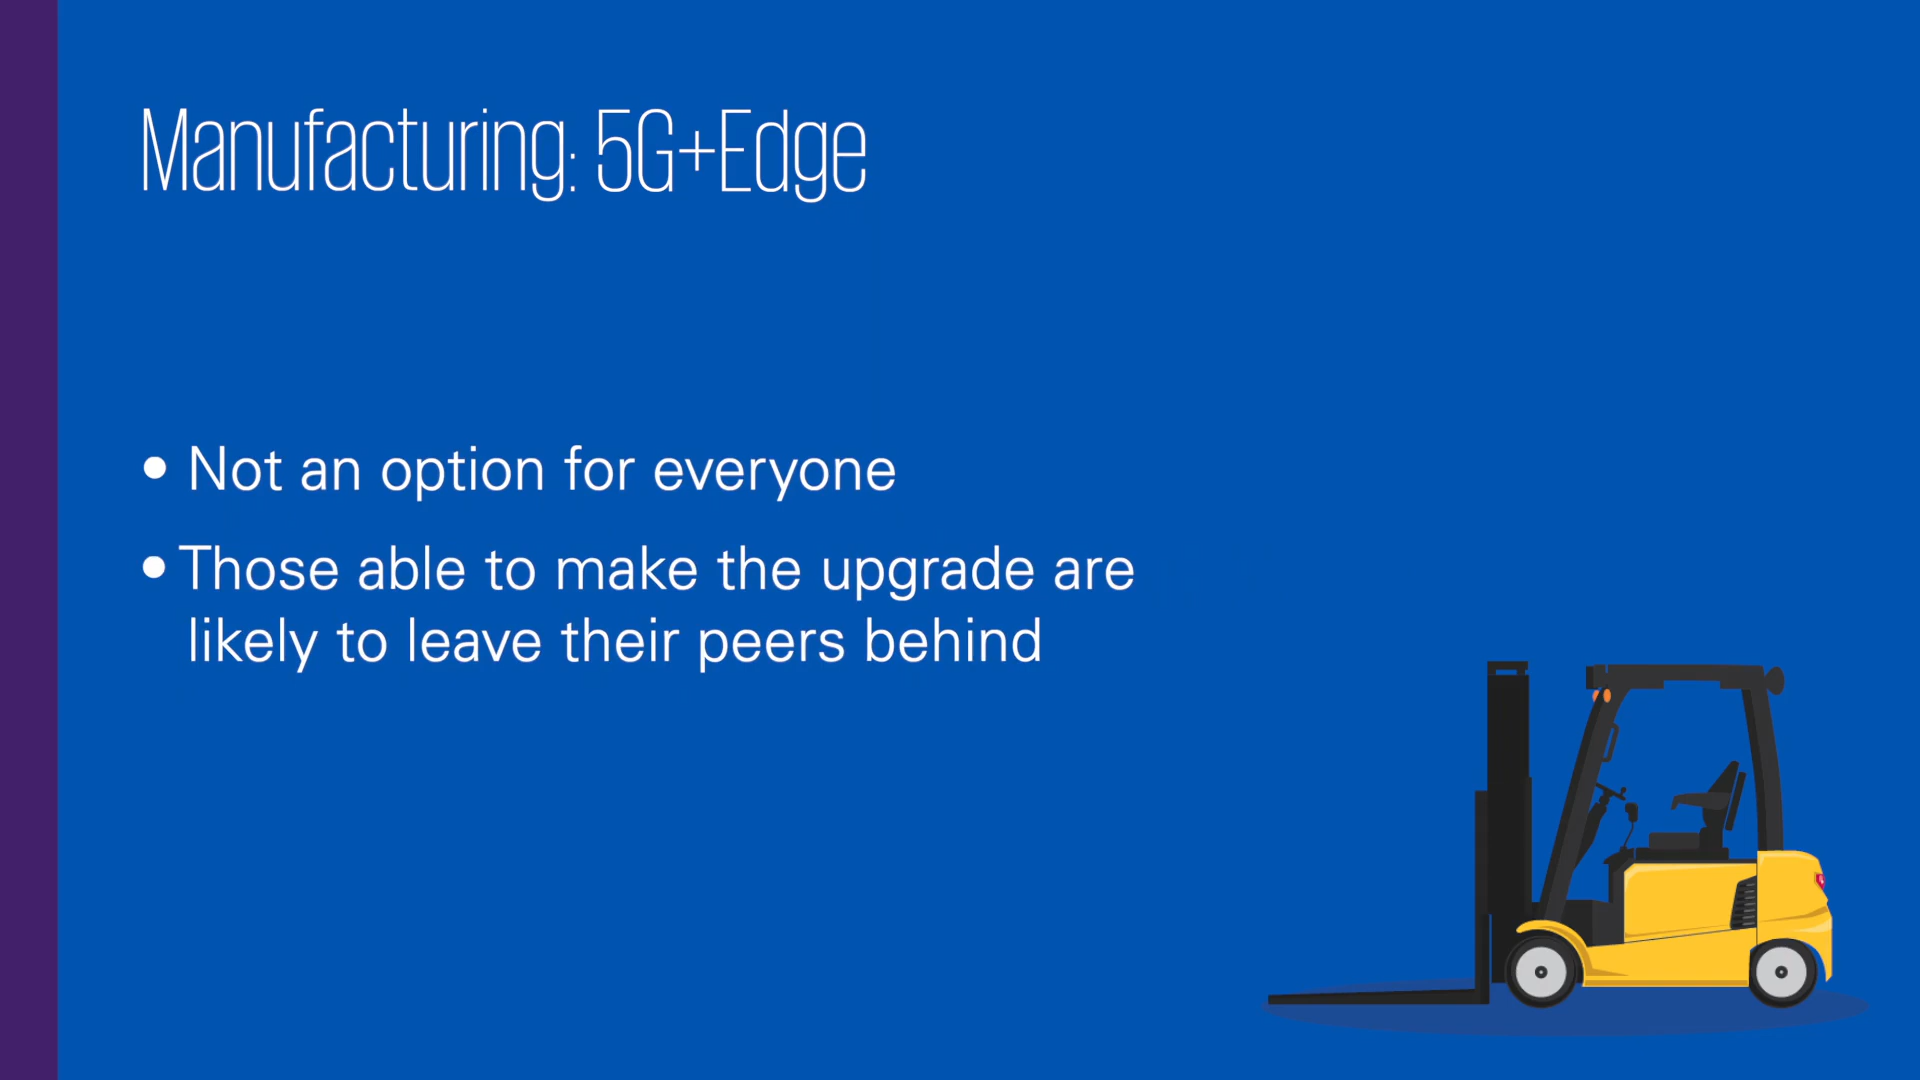 Manufacturing: 5G+Edge
• Not an option for everyone
• Those able to make the upgrade are
likely to leave their peers behind